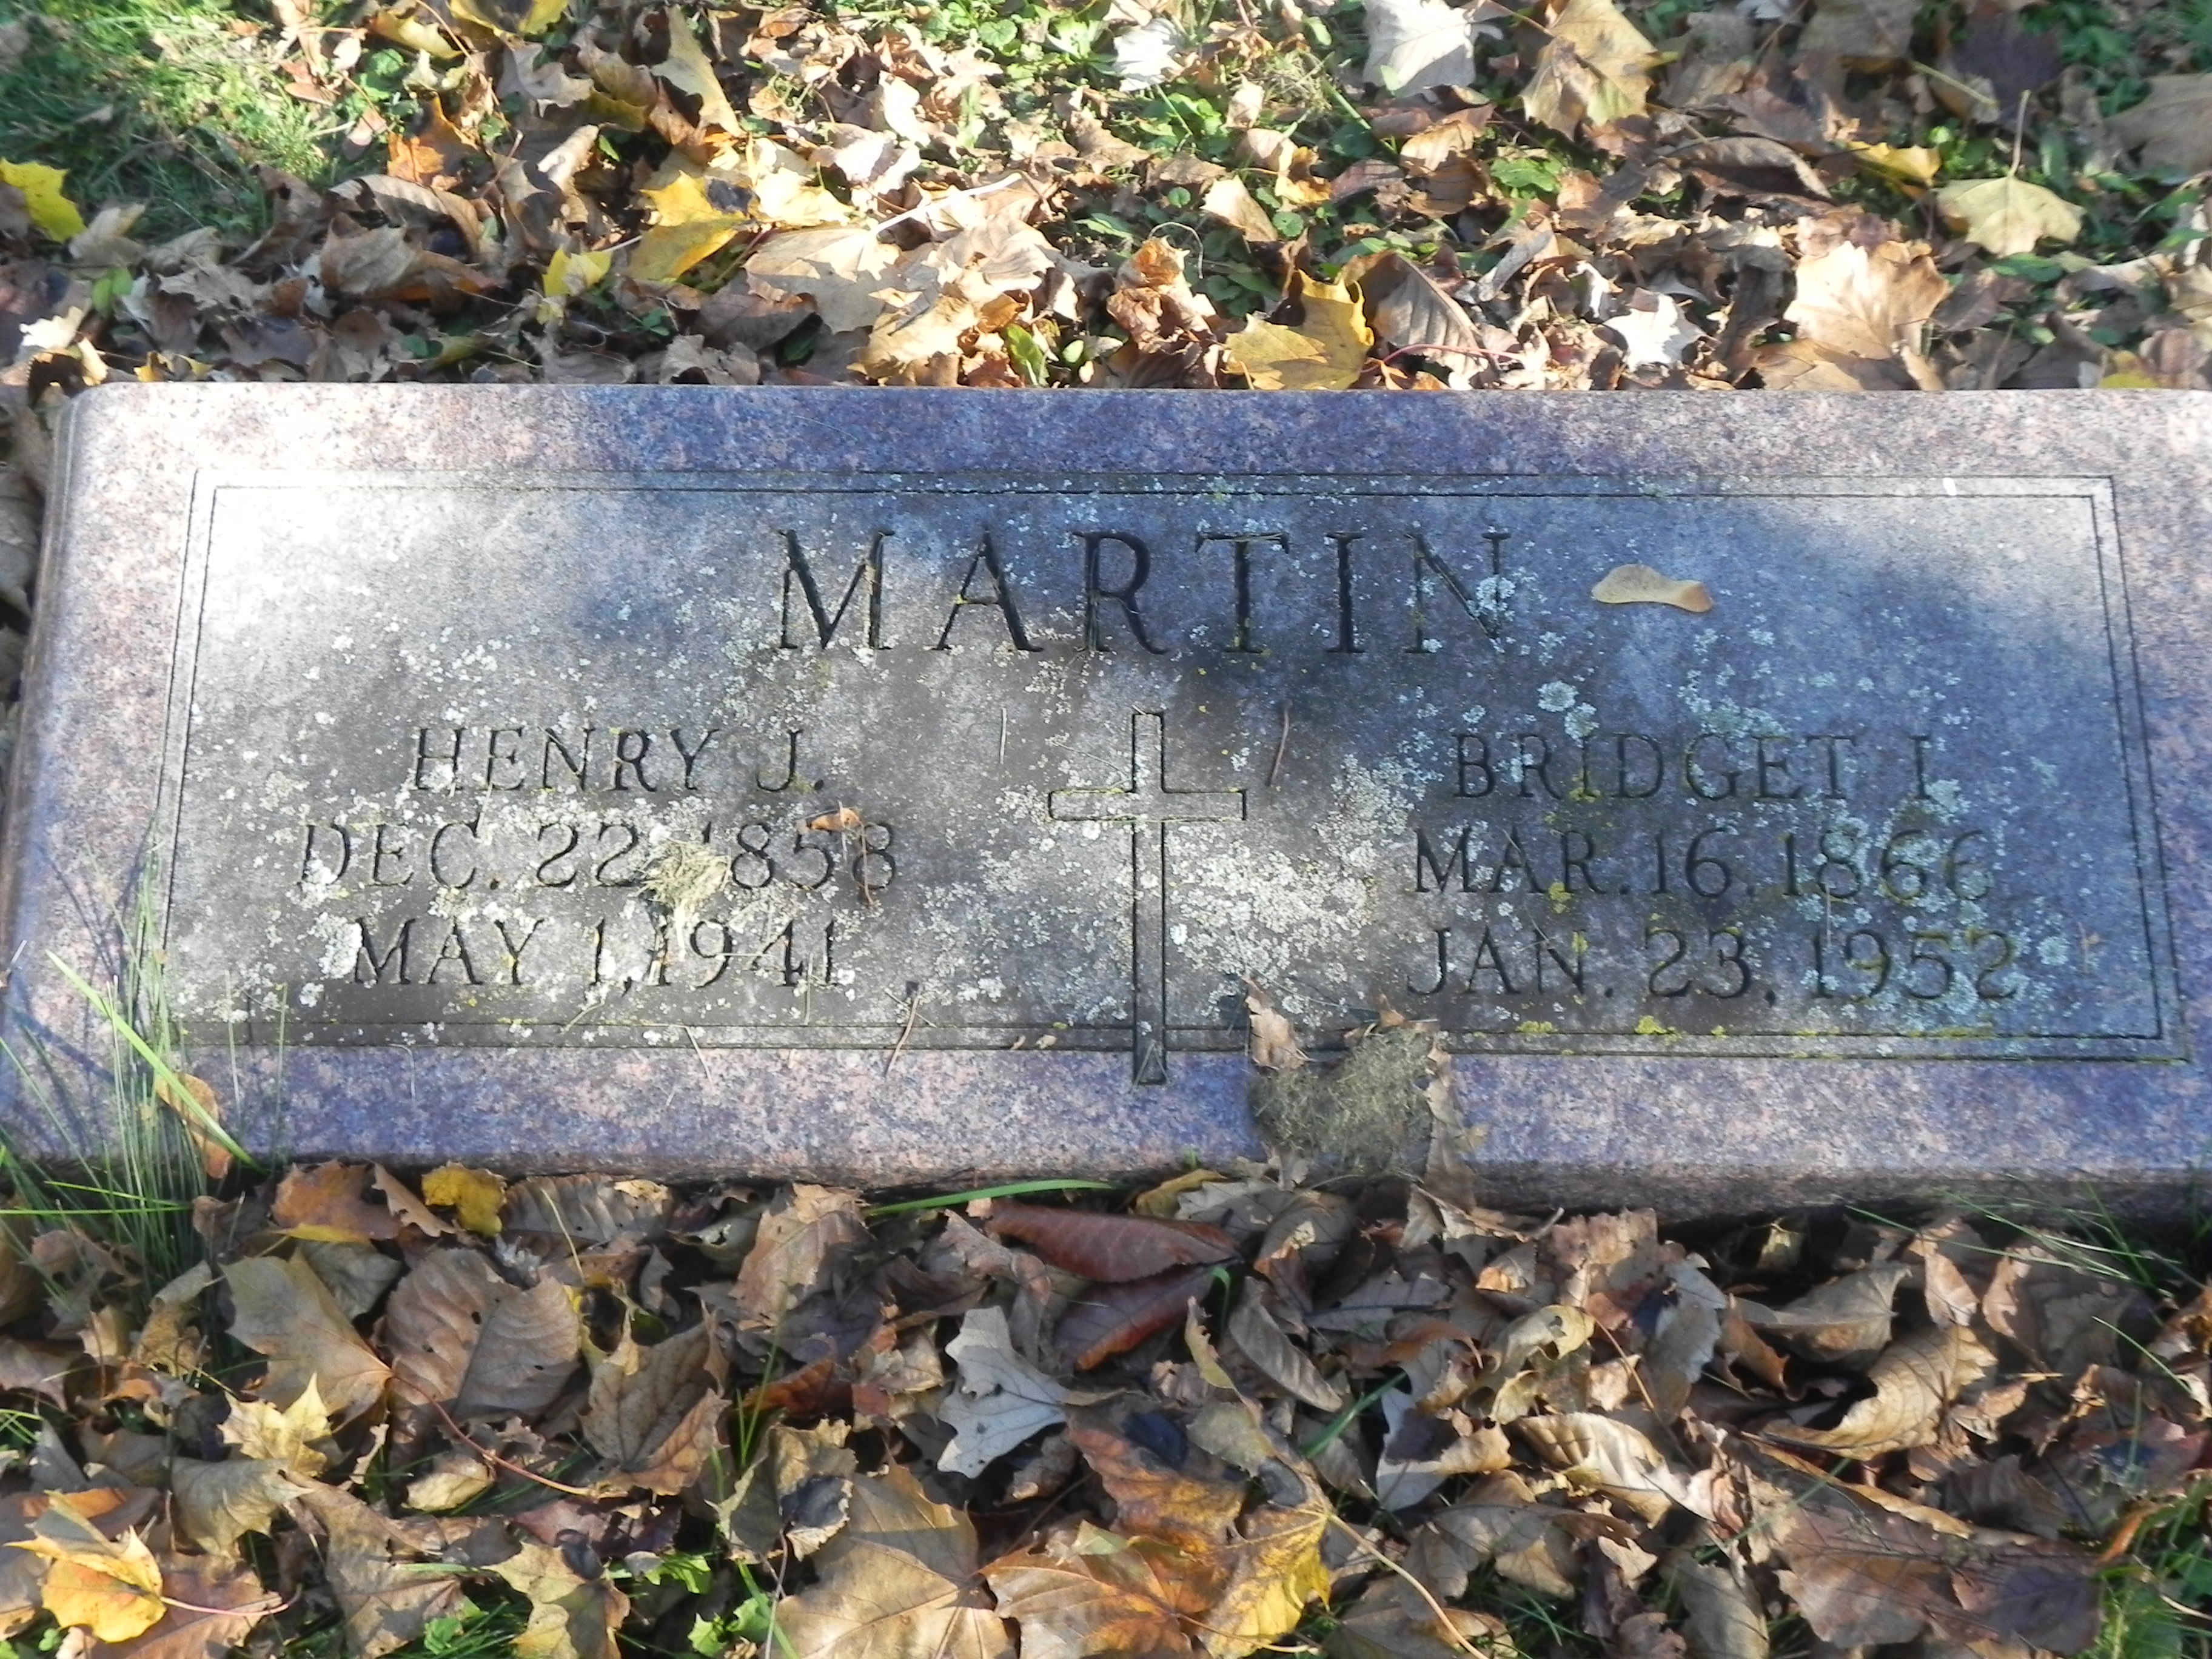 MARTIN
HENRY J.
DEC. 22, 1858
MAY 1, 1941
BRIDGET I.
MAR. 16, 1866
JAN. 23, 1952